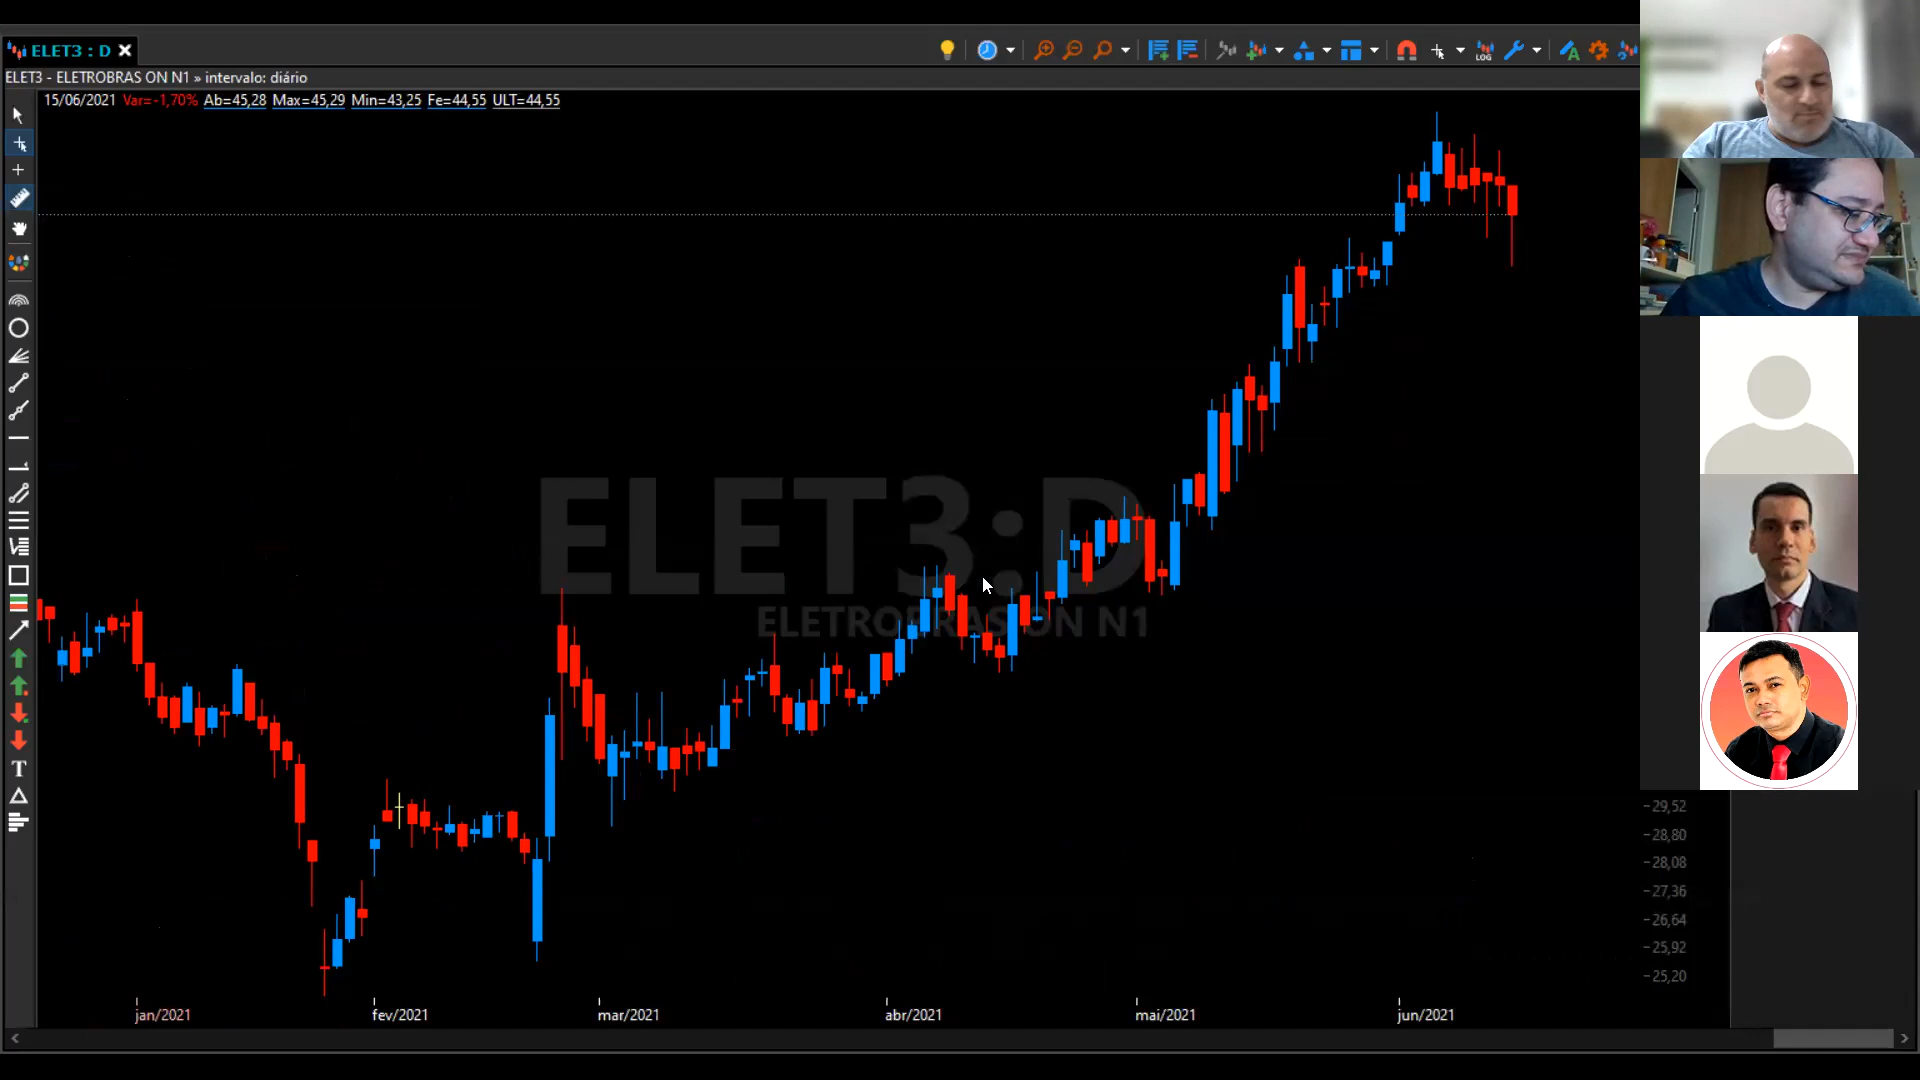 ELET3 : D
LOG
ELET3 - ELETROBRAS ON N1 » intervalo: diário
15/06/2021 Var=-1,70% Ab=45,28 Max=45,29 Min=43,25 Fe=44,55 ULT=44,55
ELET3:D
ELETROBRAS ON N1
29,52
28,80
28,08
27,36
26,64
25,92
25,20
jan/2021 fev/2021 mar/2021 abr/2021 mai/2021 jun/2021